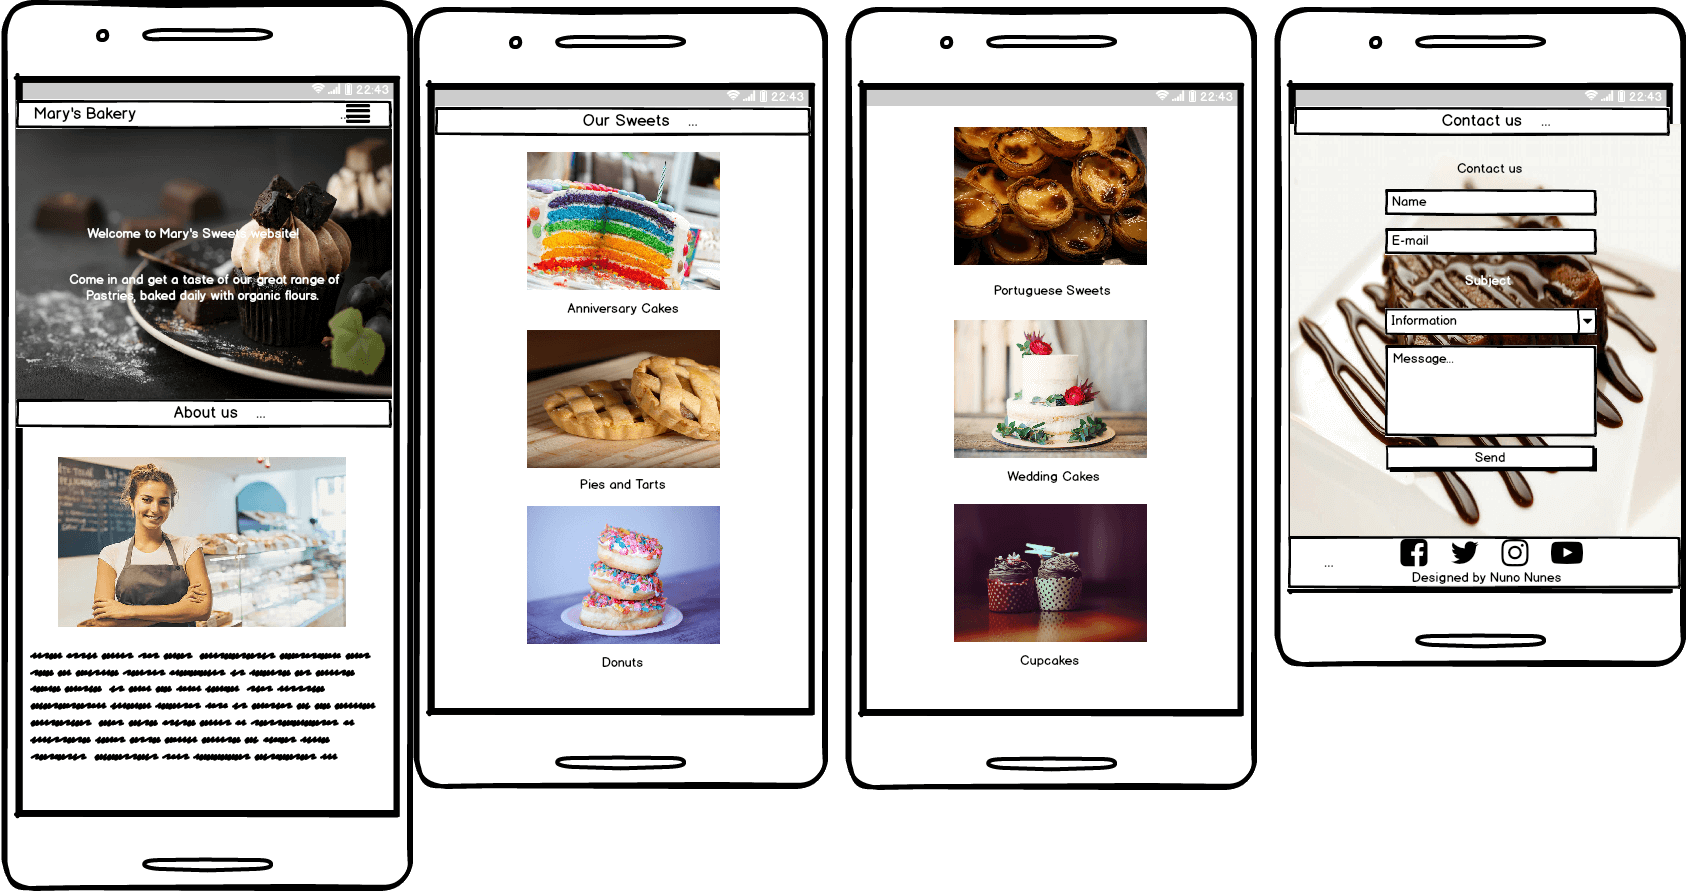 22:43
Mary's Bakery
...
Welcome to Mary's Sweets website!
Come in and get a taste of our great range of
Pastries, baked daily with organic flours.
About us ...
22:43
Our Sweets ...
Anniversary Cakes
Pies and Tarts
Donuts
22:43
Portuguese Sweets
Wedding Cakes
Cupcakes
22:43
Contact us ...
Contact us
Name
E-mail
Subject
Information
Message...
Send
...
Designed by Nuno Nunes